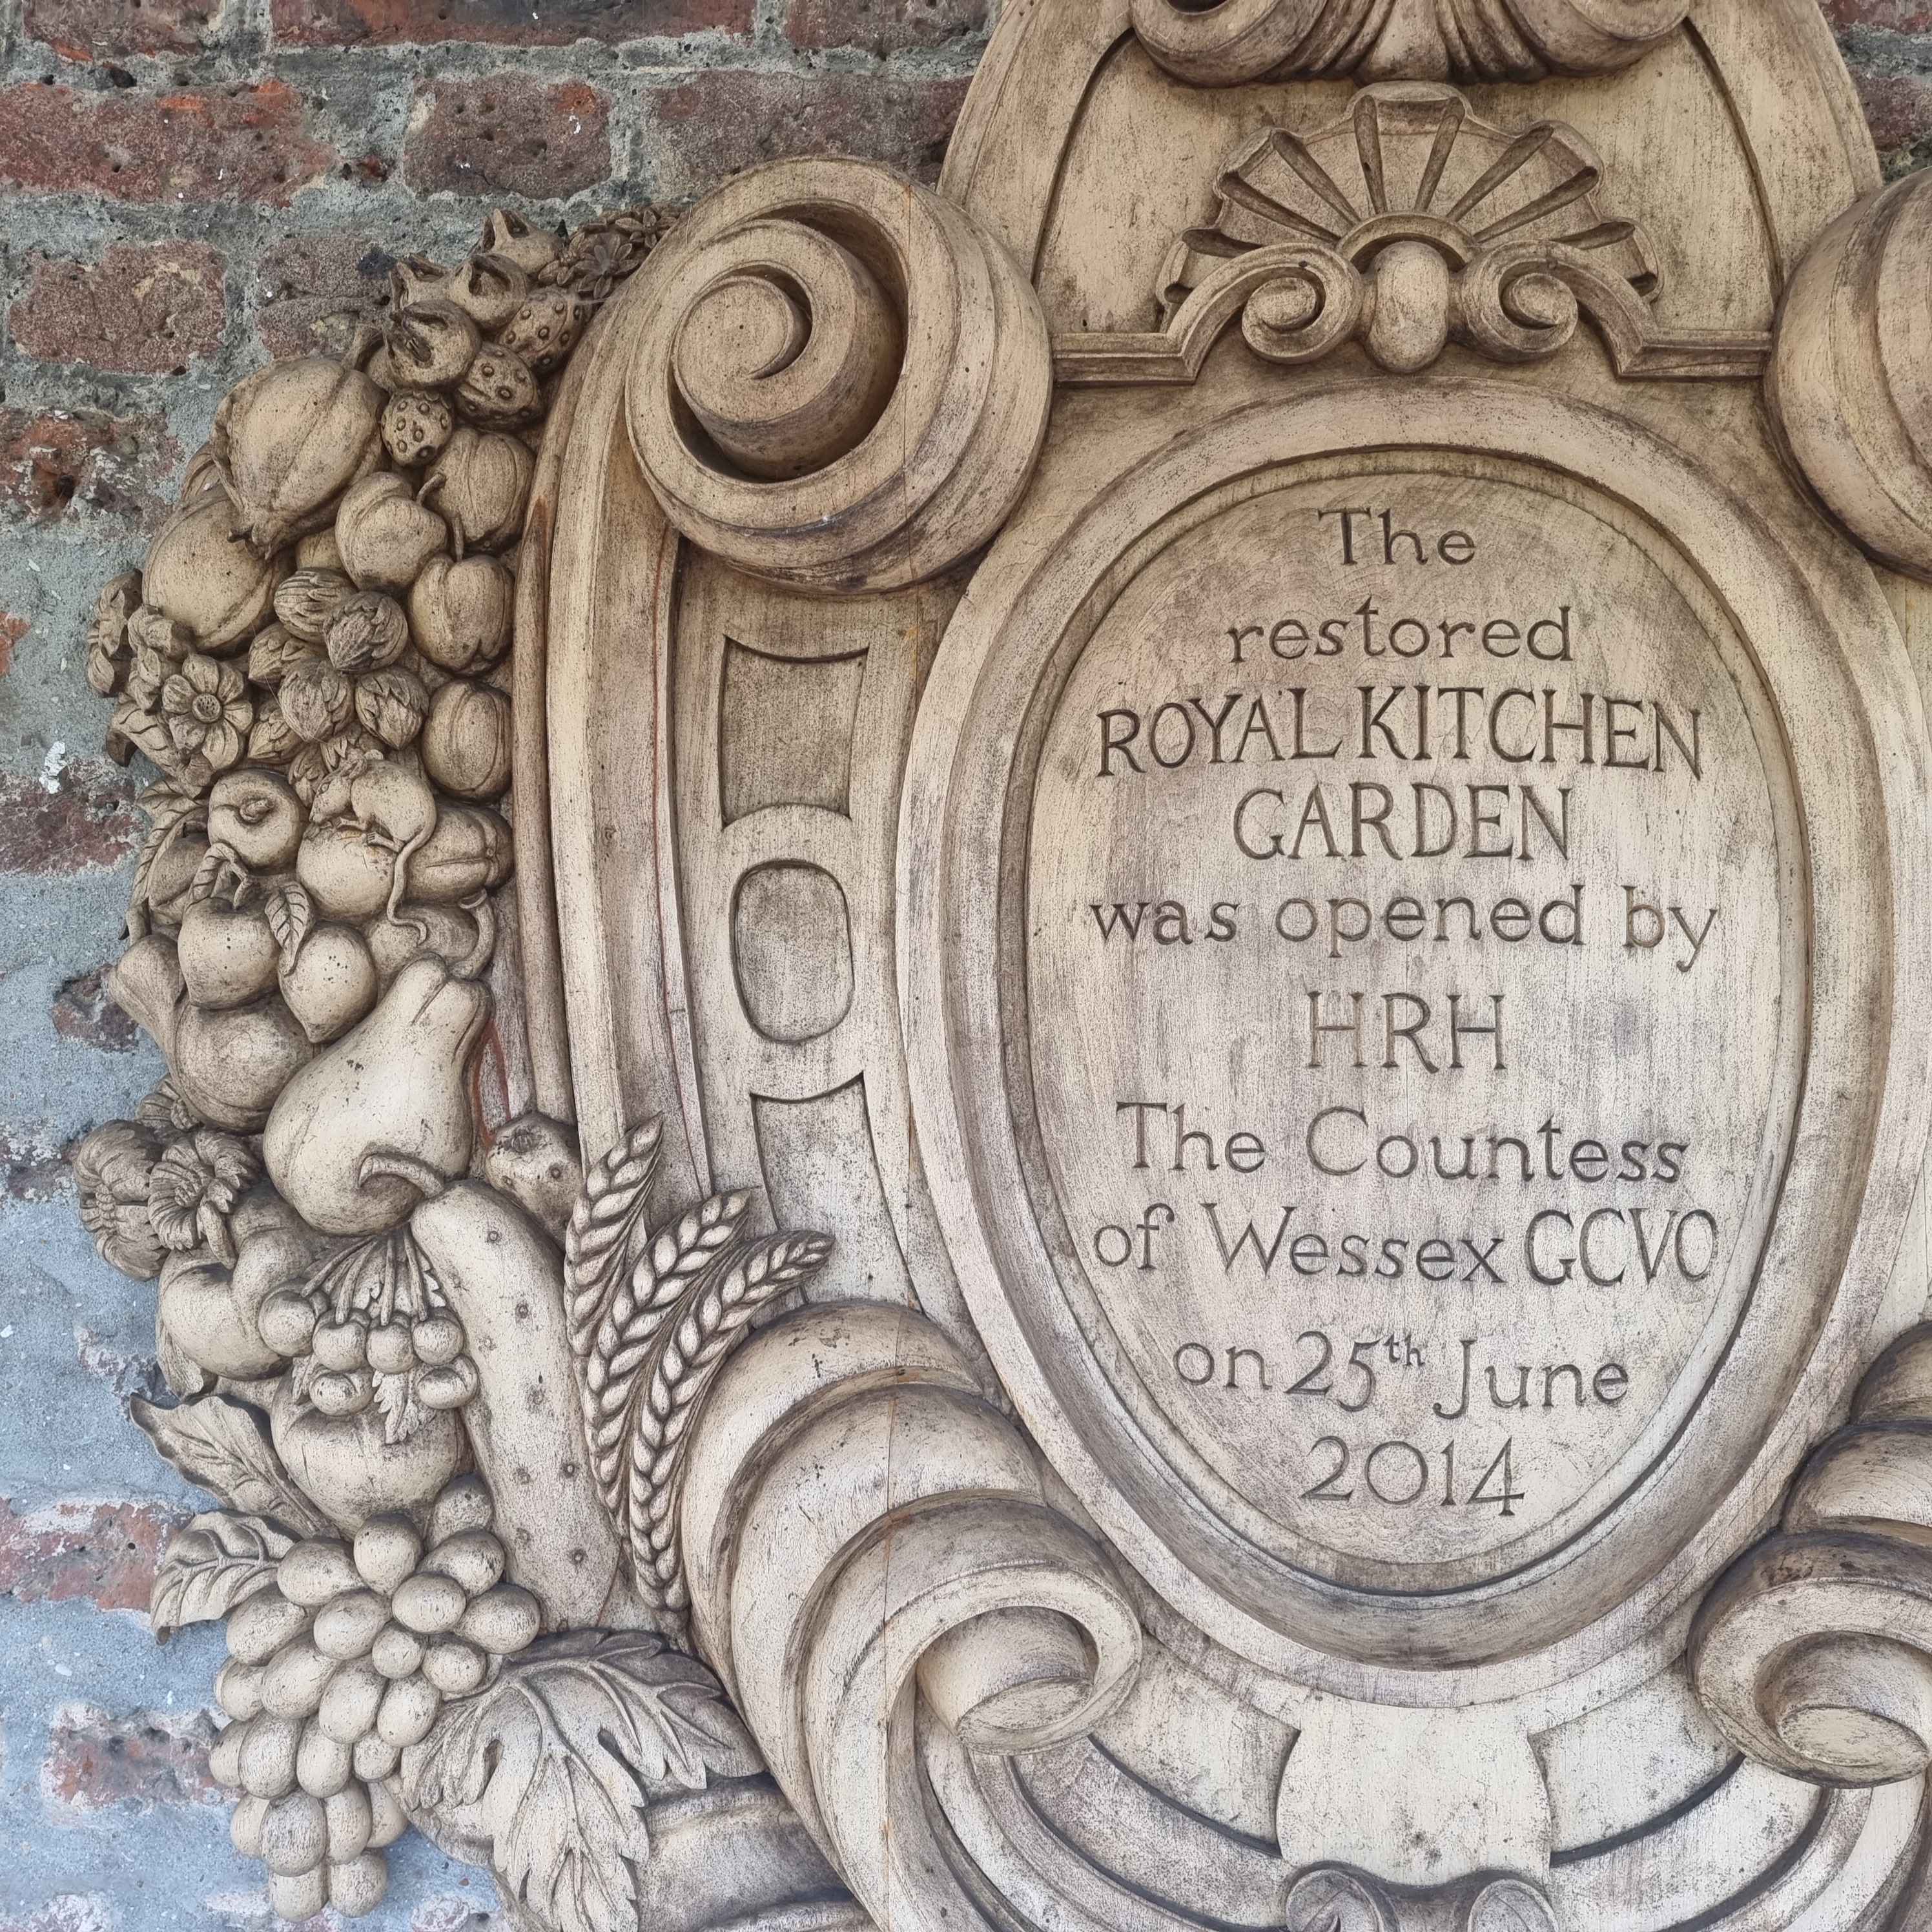 The
restored
ROYAL KITCHEN
GARDEN
was opened by
HRH
The Countess
of Wessex GCVO
on 25th June
2014